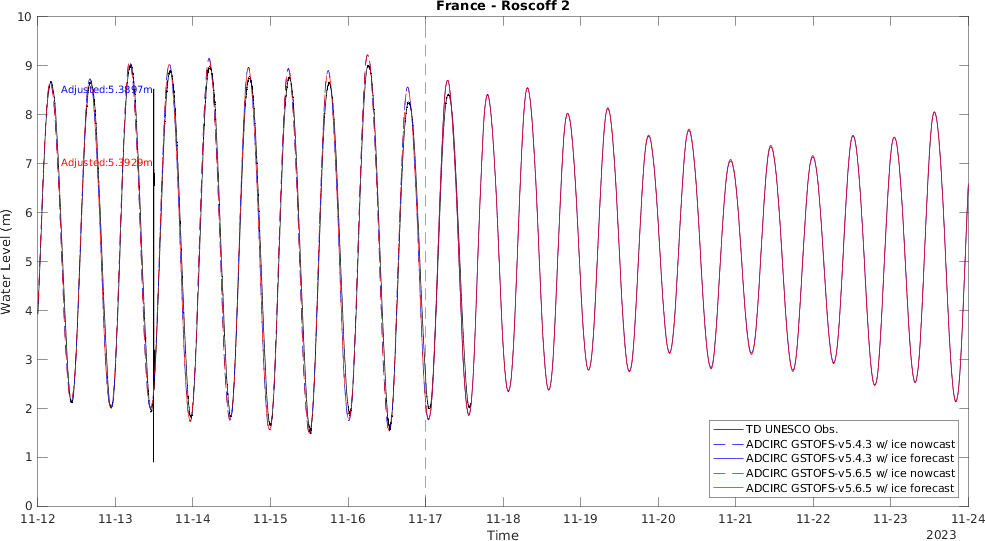 France - Roscoff 2
10
9
8
7
6
5
4
3
2
1
0
Water Level (m)
Adjusted:5.3897m
Adjusted:5.3929m
TD UNESCO Obs.
ADCIRC GSTOFS-v5.4.3 w/ ice nowcast
ADCIRC GSTOFS-v5.4.3 w/ ice forecast
ADCIRC GSTOFS-v5.6.5 w/ ice nowcast
ADCIRC GSTOFS-v5.6.5 w/ ice forecast
11-12 11-13 11-14 11-15 11-16 11-17 11-18 11-19 11-20 11-21 11-22 11-23 11-24
Time
2023